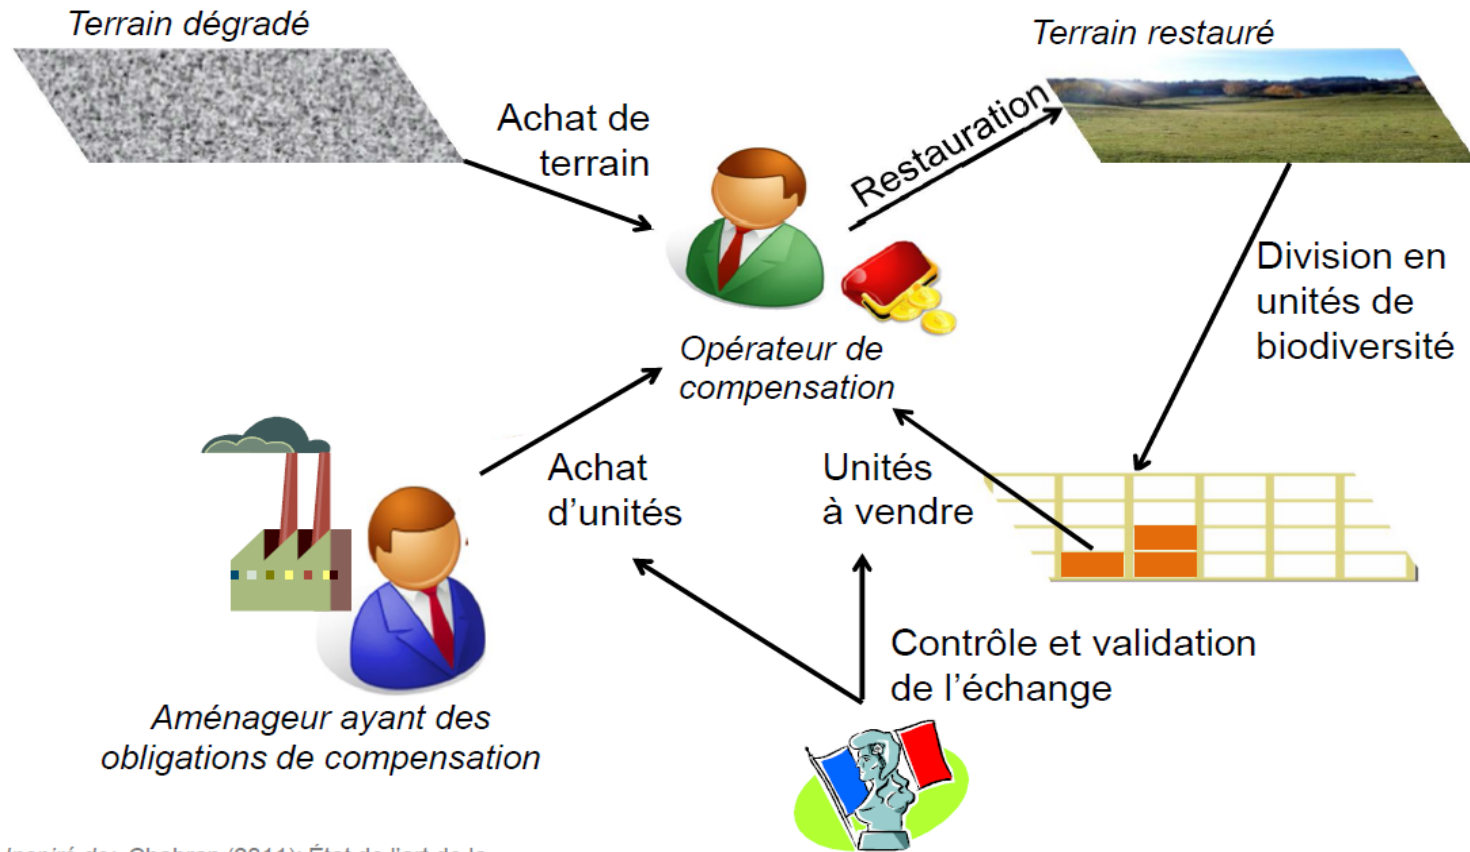 Terrain dégradé
Terrain restauré
Achat de
terrain
Restauration
Division en
unités de
biodiversité
Opérateur de
compensation
Achat
d'unités
Unités
à vendre
Contrôle et validation
de l'échange
Aménageur ayant des
obligations de compensation